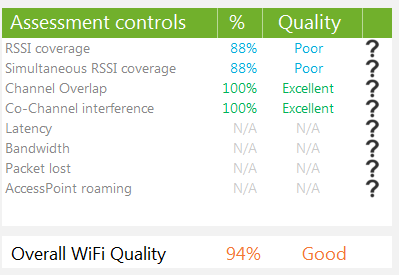 Assessment controls % Quality
RSSI coverage 88% Poor ?
Simultaneous RSSI coverage 88% Poor ?
Channel Overlap 100% Excellent ?
Co-Channel interference 100% Excellent ?
Latency N/A N/A ?
Bandwidth N/A N/A ?
Packet lost N/A N/A ?
AccessPoint roaming N/A N/A ?
Overall WiFi Quality 94% Good